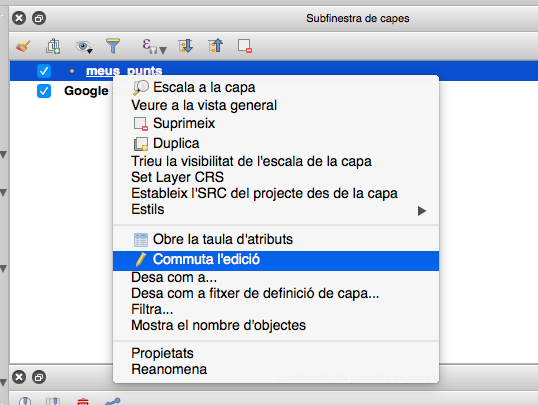 Subfinestra de capes
meus_punts
Google
Escala a la capa
Veure a la vista general
Suprimeix
Duplica
Trieu la visibilitat de l'escala de la capa
Set Layer CRS
Estableix l'SRC del projecte des de la capa
Estils
Obre la taula d'atributs
Commuta l'edició
Desa com a...
Desa com a fitxer de definició de capa...
Filtra...
Mostra el nombre d'objectes
Propietats
Reanomena